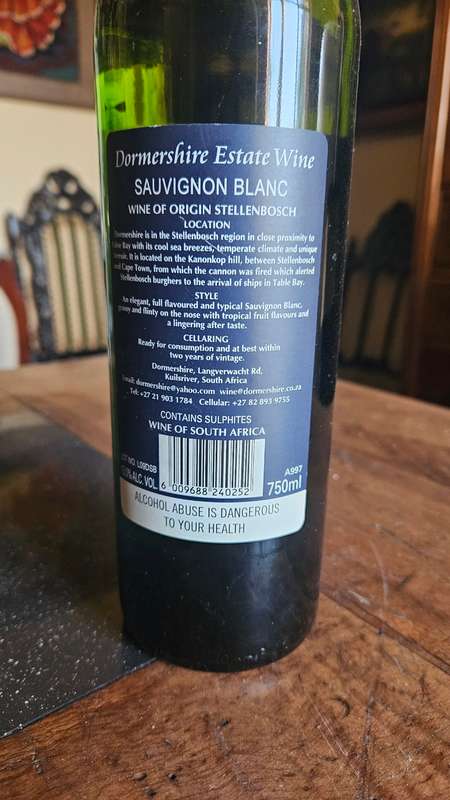 Dormershire Estate Wine
SAUVIGNON BLANC
WINE OF ORIGIN STELLENBOSCH
LOCATION
Dormershire is in the Stellenbosch region in close proximity to
Bay with its cool sea breezes, temperate climate and unique
It is located on the Kanonkop hill, between Stellenbosch
and Cape Town, from which the cannon was fired which alerted
Stellenbosch burghers to the arrival of ships in Table Bay.
STYLE
An elegant, full flavoured and typical Sauvignon Blanc,
and flinty on the nose with tropical fruit flavours and
a lingering after taste.
CELLARING
Ready for consumption and at best within
two years of vintage.
Dormershire, Langverwacht Rd,
Kuilsriver, South Africa
Email: dormershire@yahoo.com wine@dormershire.co.za
Tel: +27 21 903 1784 Cellular: +27 82 893 9755
CONTAINS SULPHITES
WINE OF SOUTH AFRICA
LOT NO. L09DSB
ALC. VOL.
6 009688 240252
A997
750ml
ALCOHOL ABUSE IS DANGEROUS
TO YOUR HEALTH